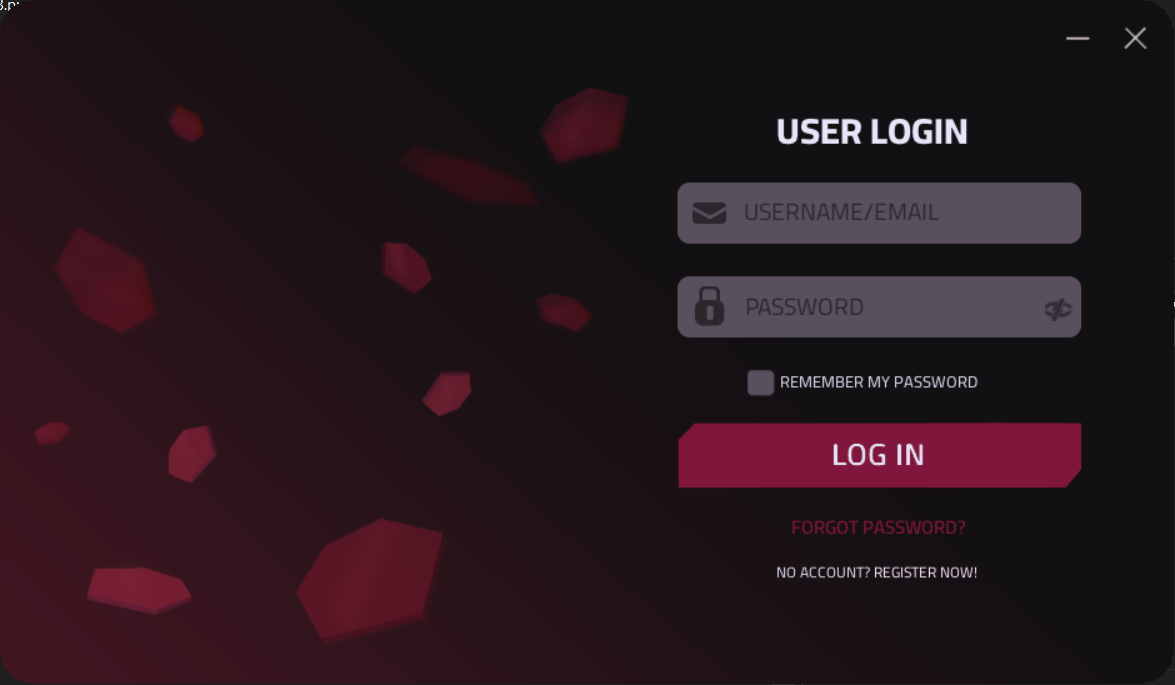 USER LOGIN
USERNAME/EMAIL
PASSWORD
REMEMBER MY PASSWORD
LOG IN
FORGOT PASSWORD?
NO ACCOUNT? REGISTER NOW!